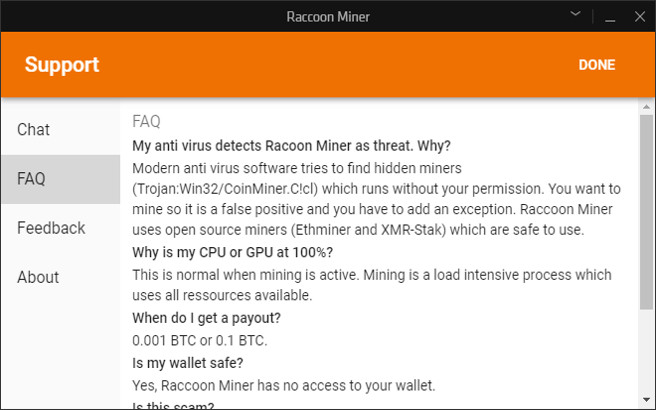 Raccoon Miner
Support
DONE
Chat
FAQ
Feedback
About
FAQ
My anti virus detects Racoon Miner as threat. Why?
Modern anti virus software tries to find hidden miners
(Trojan:Win32/CoinMiner.C!cl) which runs without your permission. You want to
mine so it is a false positive and you have to add an exception. Raccoon Miner
uses open source miners (Ethminer and XMR-Stak) which are safe to use.
Why is my CPU or GPU at 100%?
This is normal when mining is active. Mining is a load intensive process which
uses all ressources available.
When do I get a payout?
0.001 BTC or 0.1 BTC.
Is my wallet safe?
Yes, Raccoon Miner has no access to your wallet.
Is this scam?